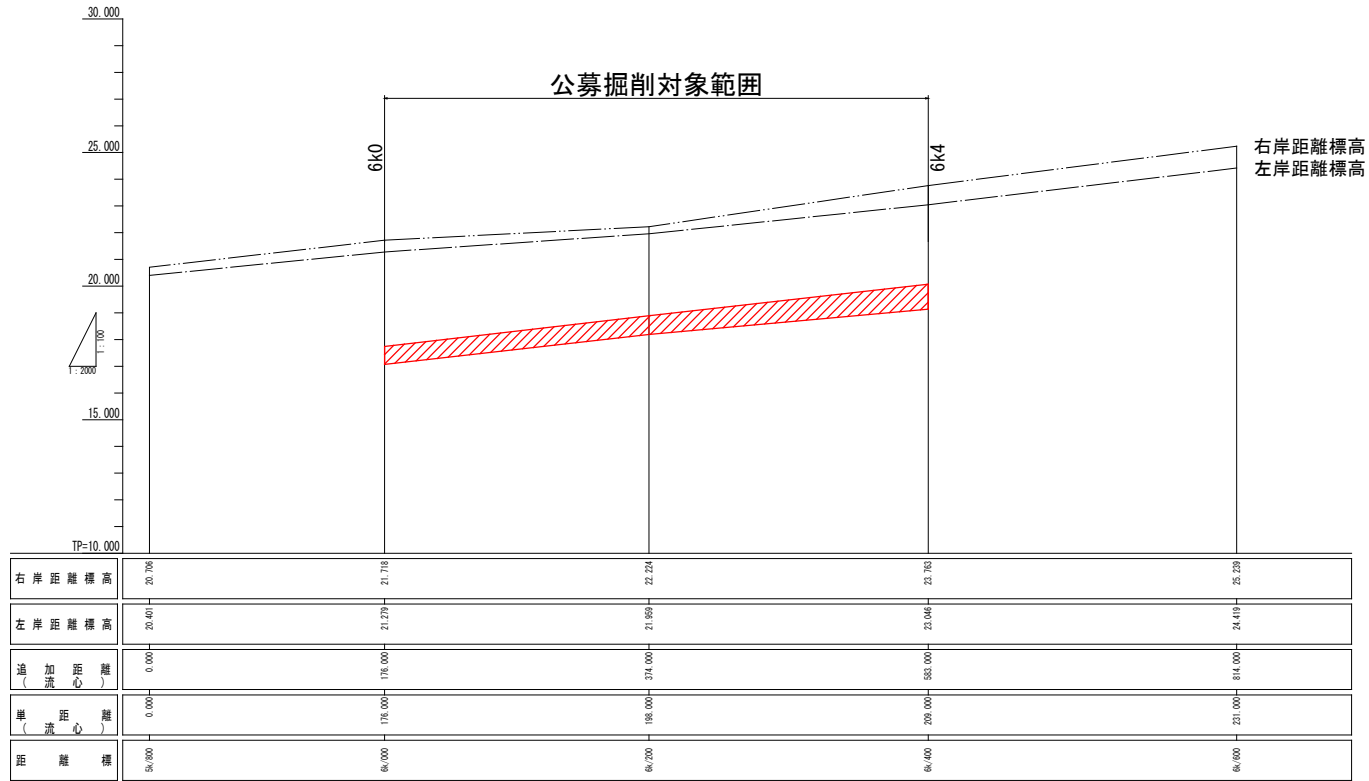 30.000
公募掘削対象範囲
25.000
6k0
6k4
右岸距離標高
左岸距離標高
20.000
1:100
1:2000
15.000
TP=10.000
右岸距離標高 20.706 21.718 22.224 23.763 25.239
左岸距離標高 20.401 21.279 21.959 23.046 24.419
追加距離
(流心) 0.000 176.000 374.000 583.000 814.000
単距離
(流心) 0.000 176.000 198.000 209.000 231.000
距離標 5k/800 6k/000 6k/200 6k/400 6k/600